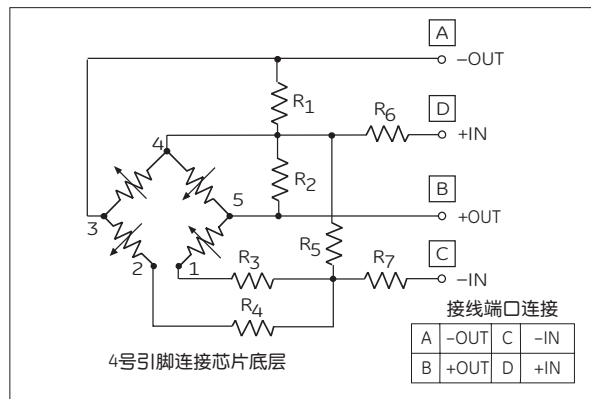 A
−OUT
R1
R6
D
+IN
4
R2
B
5
+OUT
3
R5
C
2
1
R3
R7
−IN
R4
接线端口连接
4号引脚连接芯片底层
A −OUT C −IN
B +OUT D +IN